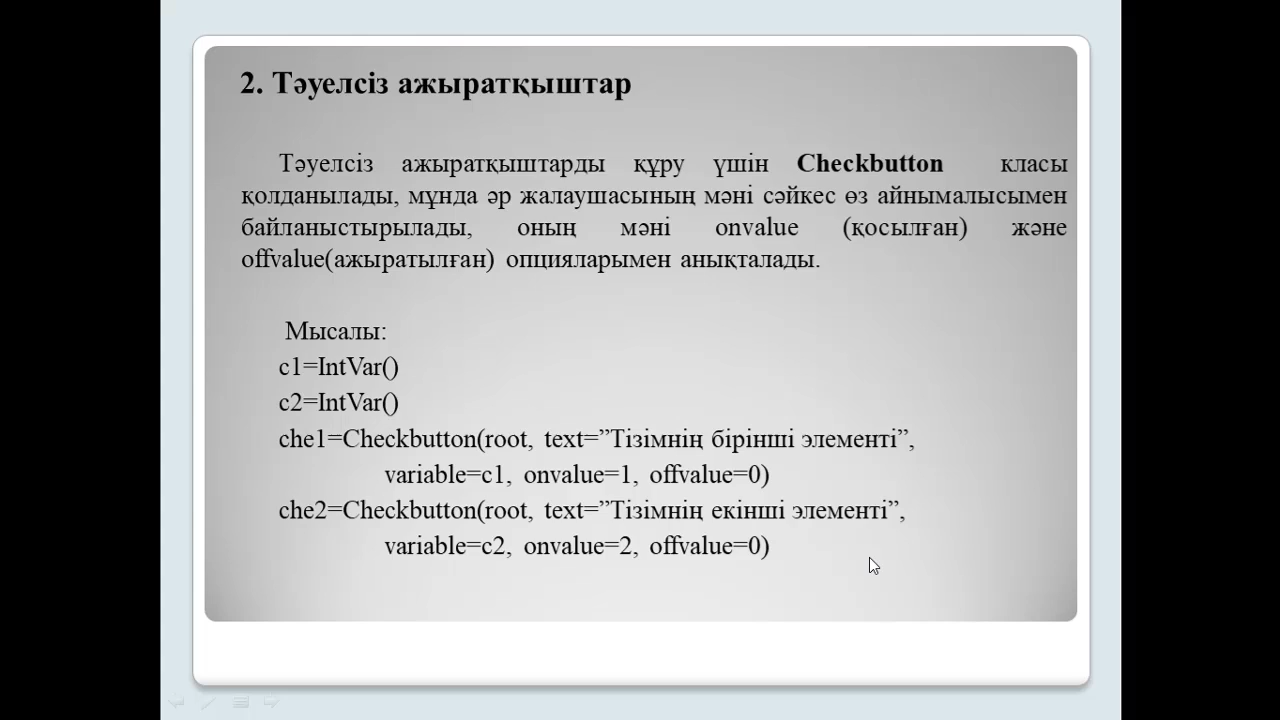 2. Тәуелсіз ажыратқыштар
Тәуелсіз ажыратқыштарды құру үшін Checkbutton класы
қолданылады, мұнда әр жалаушасының мәні сәйкес өз айнымалысымен
байланыстырылады, оның мәні onvalue (қосылған) және
offvalue(ажыратылған) опцияларымен анықталады.
Мысалы:
c1=IntVar()
c2=IntVar()
che1=Checkbutton(root, text=”Тізімнің бірінші элементі”,
variable=c1, onvalue=1, offvalue=0)
che2=Checkbutton(root, text=”Тізімнің екінші элементі”,
variable=c2, onvalue=2, offvalue=0)